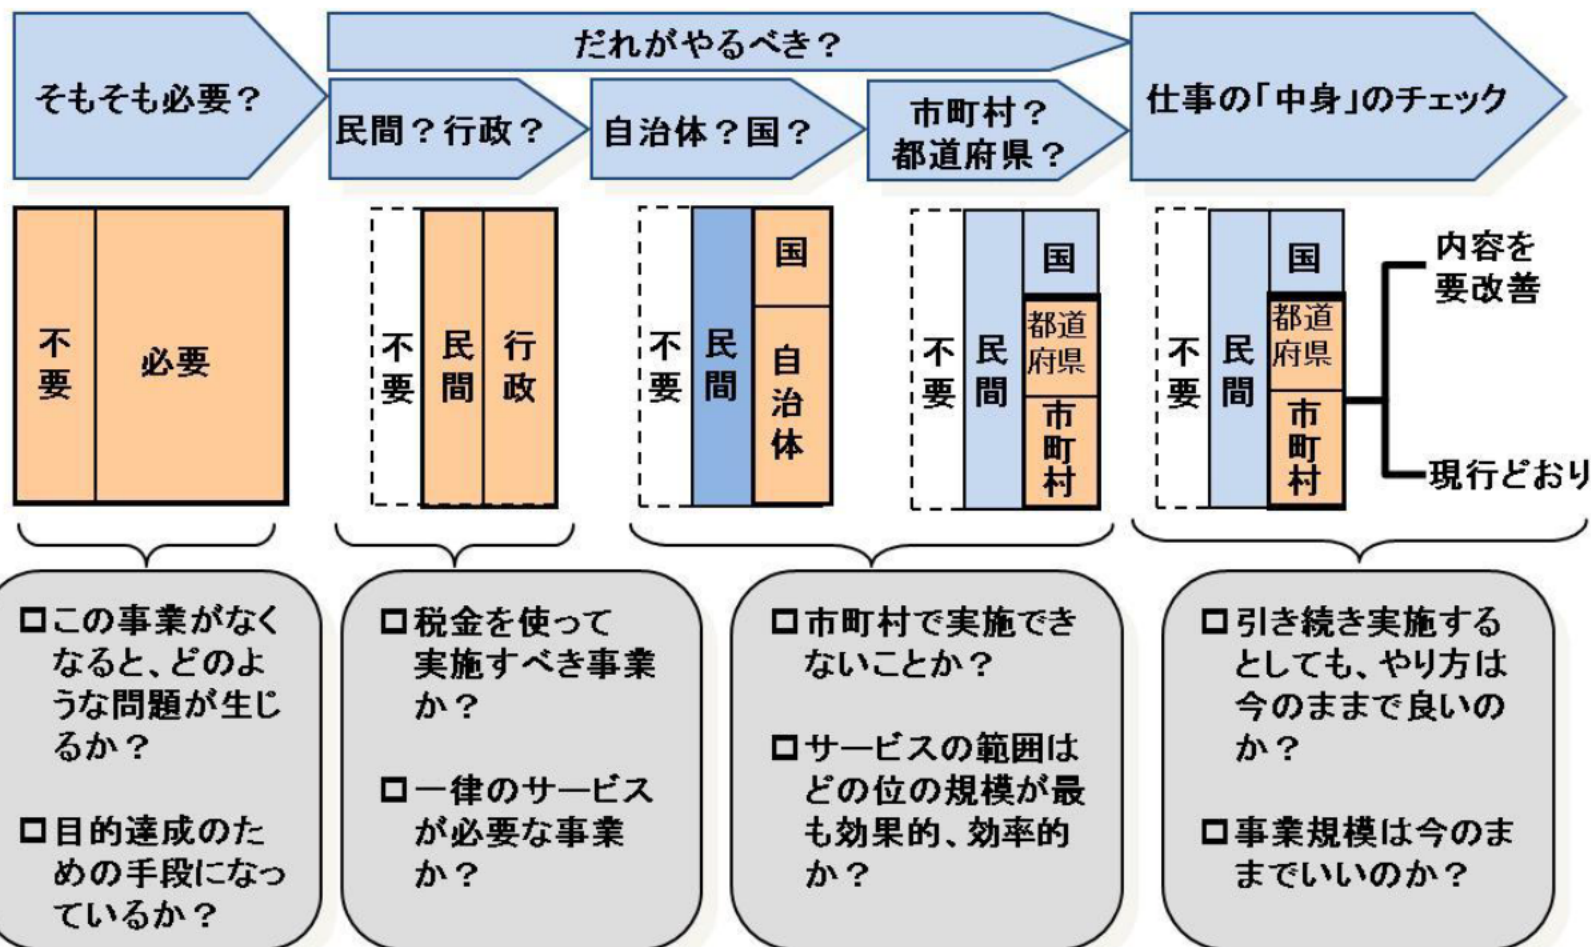 そもそも必要？
だれがやるべき？
民間？行政？
自治体？国？
市町村？
都道府県？
仕事の「中身」のチェック
不要
必要
不要
民間
行政
不要
民間
国
自治体
不要
民間
国
都道
府県
市町村
不要
民間
国
都道
府県
市町村
内容を
要改善
現行どおり
□この事業がなく
なると、どのよ
うな問題が生じ
るか？
□目的達成のた
めの手段になっ
ているか？
□税金を使って
実施すべき事業
か？
□一律のサービス
が必要な事業
か？
□市町村で実施でき
ないことか？
□サービスの範囲は
どの位の規模が最
も効果的、効率的
か？
□引き続き実施する
としても、やり方は
今のままで良いの
か？
□事業規模は今のま
までいいのか？